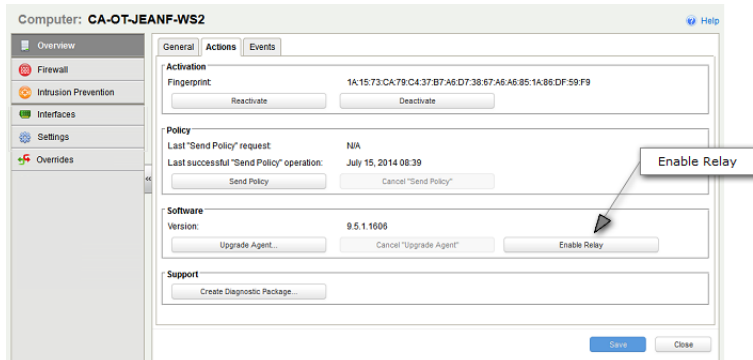 Computer: CA-OT-JEANF-WS2
Help
Overview
Firewall
Intrusion Prevention
Interfaces
Settings
Overrides
«
General Actions Events
Activation
Fingerprint: 1A:15:73:CA:79:C4:37:B7:A6:D7:38:67:A6:A6:85:1A:86:DF:59:F9
Reactivate Deactivate
Policy
Last "Send Policy" request: N/A
Last successful "Send Policy" operation: July 15, 2014 08:39
Send Policy Cancel "Send Policy"
Enable Relay
Software
Version: 9.5.1.1606
Upgrade Agent... Cancel "Upgrade Agent" Enable Relay
Support
Create Diagnostic Package...
Save Close